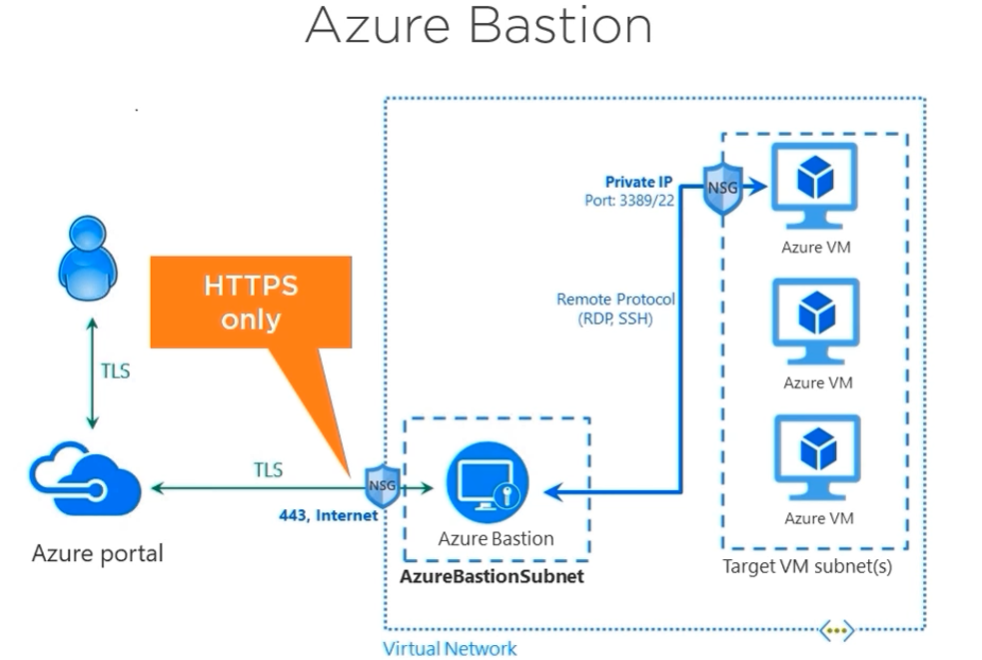 Azure Bastion
HTTPS
only
TLS
Azure portal
TLS
443, Internet
NSG
Azure Bastion
AzureBastionSubnet
Private IP
Port: 3389/22
NSG
Remote Protocol
(RDP, SSH)
Azure VM
Azure VM
Azure VM
Target VM subnet(s)
Virtual Network